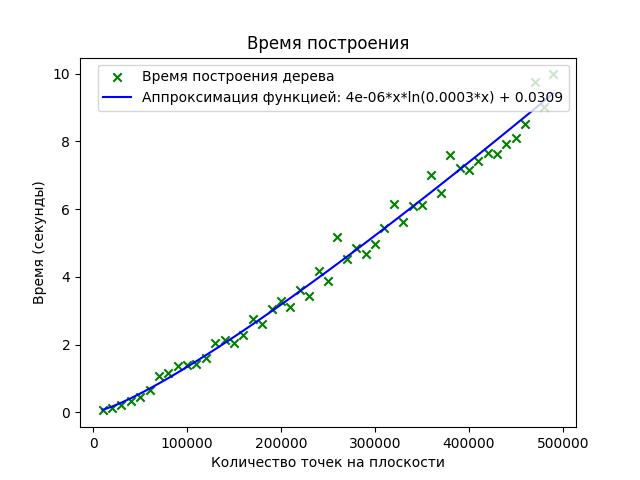 Время построения
Время построения дерева
Аппроксимация функцией: 4e-06*x*ln(0.0003*x) + 0.0309
10
8
6
4
2
0
Время (секунды)
0 100000 200000 300000 400000 500000
Количество точек на плоскости